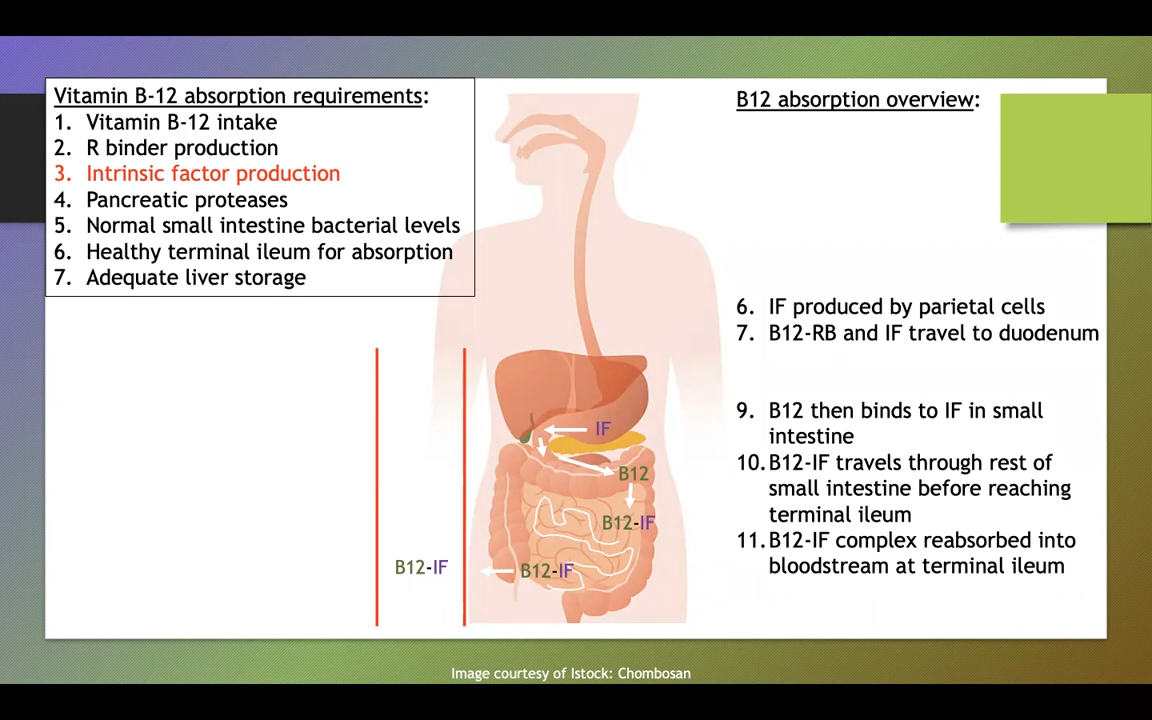 Vitamin B-12 absorption requirements:
1. Vitamin B-12 intake
2. R binder production
3. Intrinsic factor production
4. Pancreatic proteases
5. Normal small intestine bacterial levels
6. Healthy terminal ileum for absorption
7. Adequate liver storage
B12 absorption overview:
6. IF produced by parietal cells
7. B12-RB and IF travel to duodenum
9. B12 then binds to IF in small
intestine
10. B12-IF travels through rest of
small intestine before reaching
terminal ileum
11. B12-IF complex reabsorbed into
bloodstream at terminal ileum
IF
B12
B12-IF
B12-IF
B12-IF
Image courtesy of Istock: Chombosan